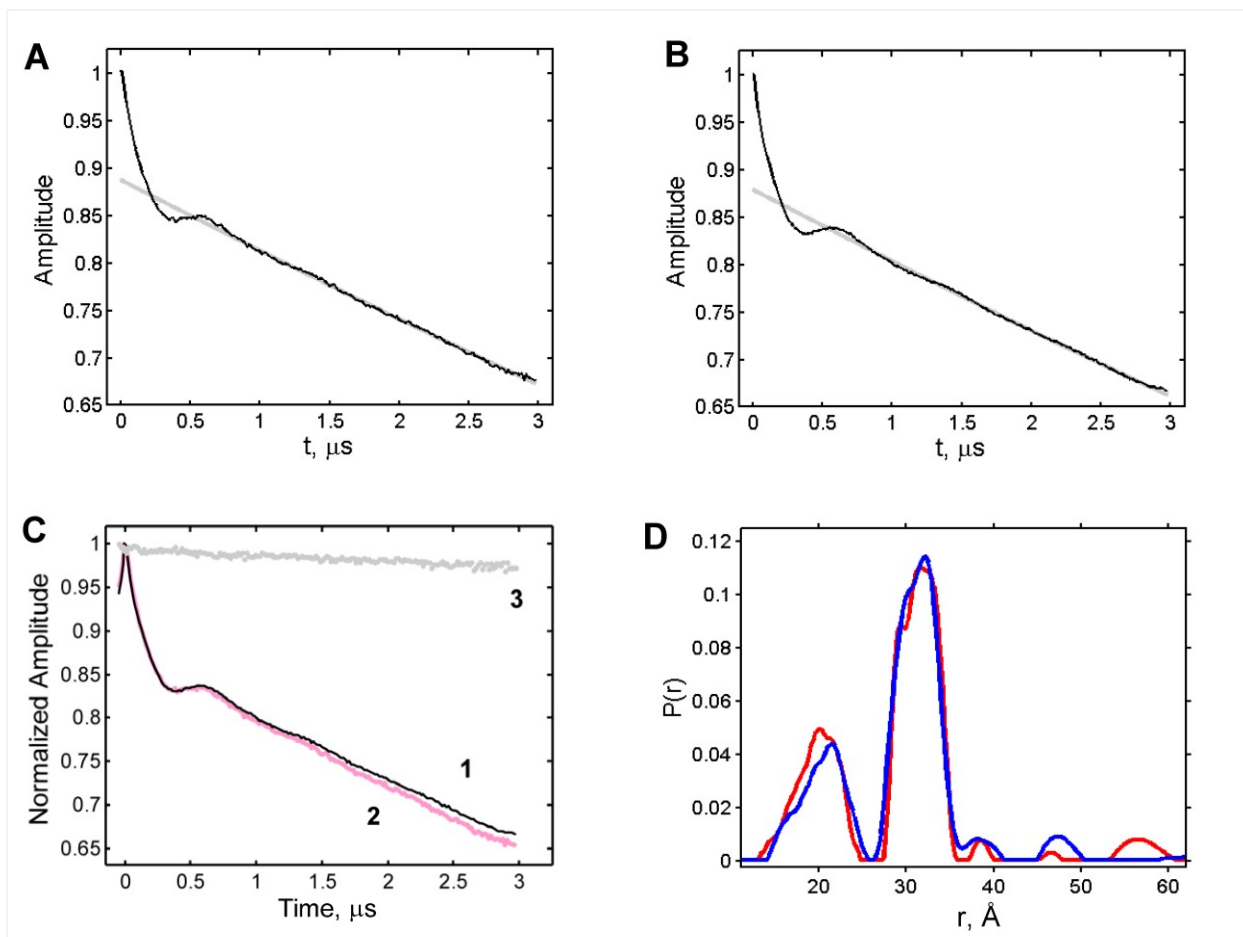 A
Amplitude
1
0.95
0.9
0.85
0.8
0.75
0.7
0.65
0 0.5 1 1.5 2 2.5 3
t, μs
B
Amplitude
1
0.95
0.9
0.85
0.8
0.75
0.7
0.65
0 0.5 1 1.5 2 2.5 3
t, μs
C
Normalized Amplitude
1
0.95
0.9
0.85
0.8
0.75
0.7
0.65
3
1
2
0 0.5 1 1.5 2 2.5 3
Time, μs
D
P(r)
0.12
0.1
0.08
0.06
0.04
0.02
0
20 30 40 50 60
r, Å